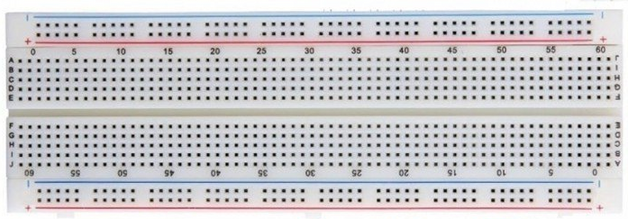 + +
0 5 10 15 20 25 30 35 40 45 50 55 60
A J
B I
C H
D G
E F
F E
G D
H C
I B
J A
60 55 50 45 40 35 30 25 20 15 10 5 0
+ +